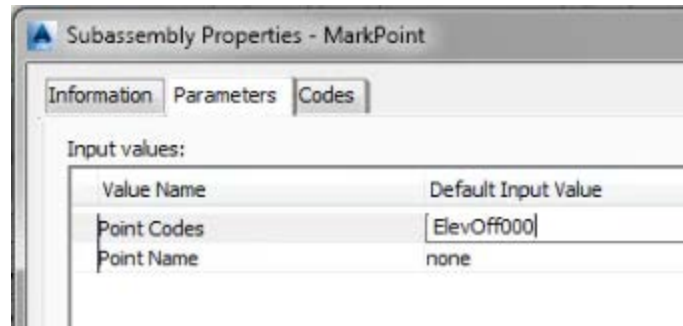 Subassembly Properties - MarkPoint
Information Parameters Codes
Input values:
Value Name Default Input Value
Point Codes ElevOff000
Point Name none